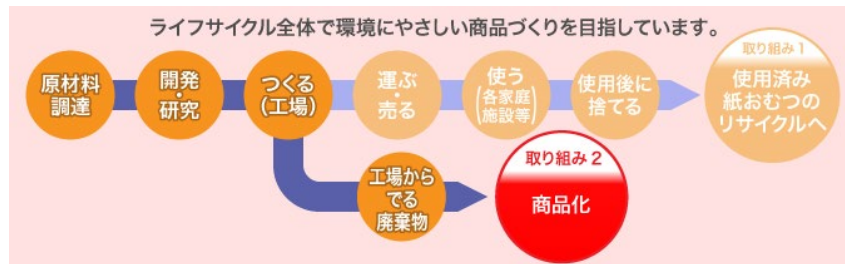 ライフサイクル全体で環境にやさしい商品づくりを目指しています。
原材料
調達
開発
・
研究
つくる
(工場)
運ぶ
・
売る
使う
(各家庭
施設等)
使用後に
捨てる
取り組み1
使用済み
紙おむつの
リサイクルへ
工場から
でる
廃棄物
取り組み2
商品化